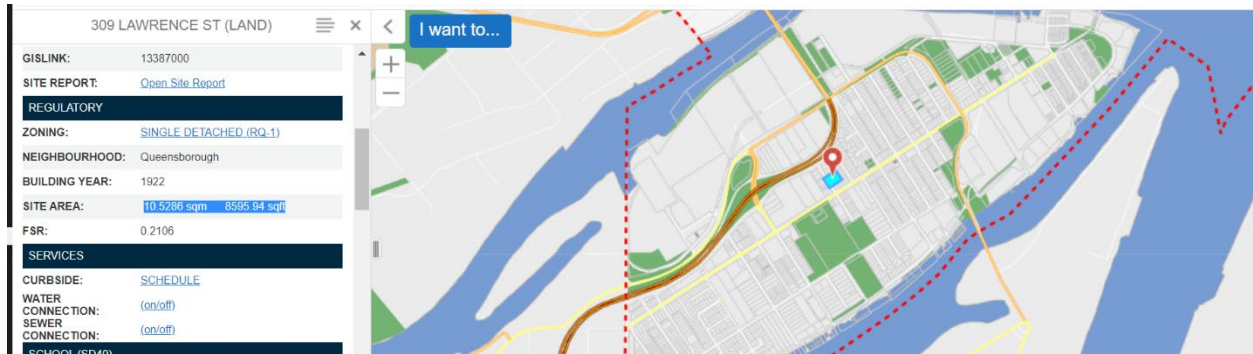 309 LAWRENCE ST (LAND)
I want to...
GISLINK: 13387000
SITE REPORT: Open Site Report
REGULATORY
ZONING: SINGLE DETACHED (RQ-1)
NEIGHBOURHOOD: Queensborough
BUILDING YEAR: 1922
SITE AREA: 10.5286 sqm 8595.94 sqft
FSR: 0.2106
SERVICES
CURBSIDE: SCHEDULE
WATER
CONNECTION: (on/off)
SEWER
CONNECTION: (on/off)
SCHOOL (SD40)